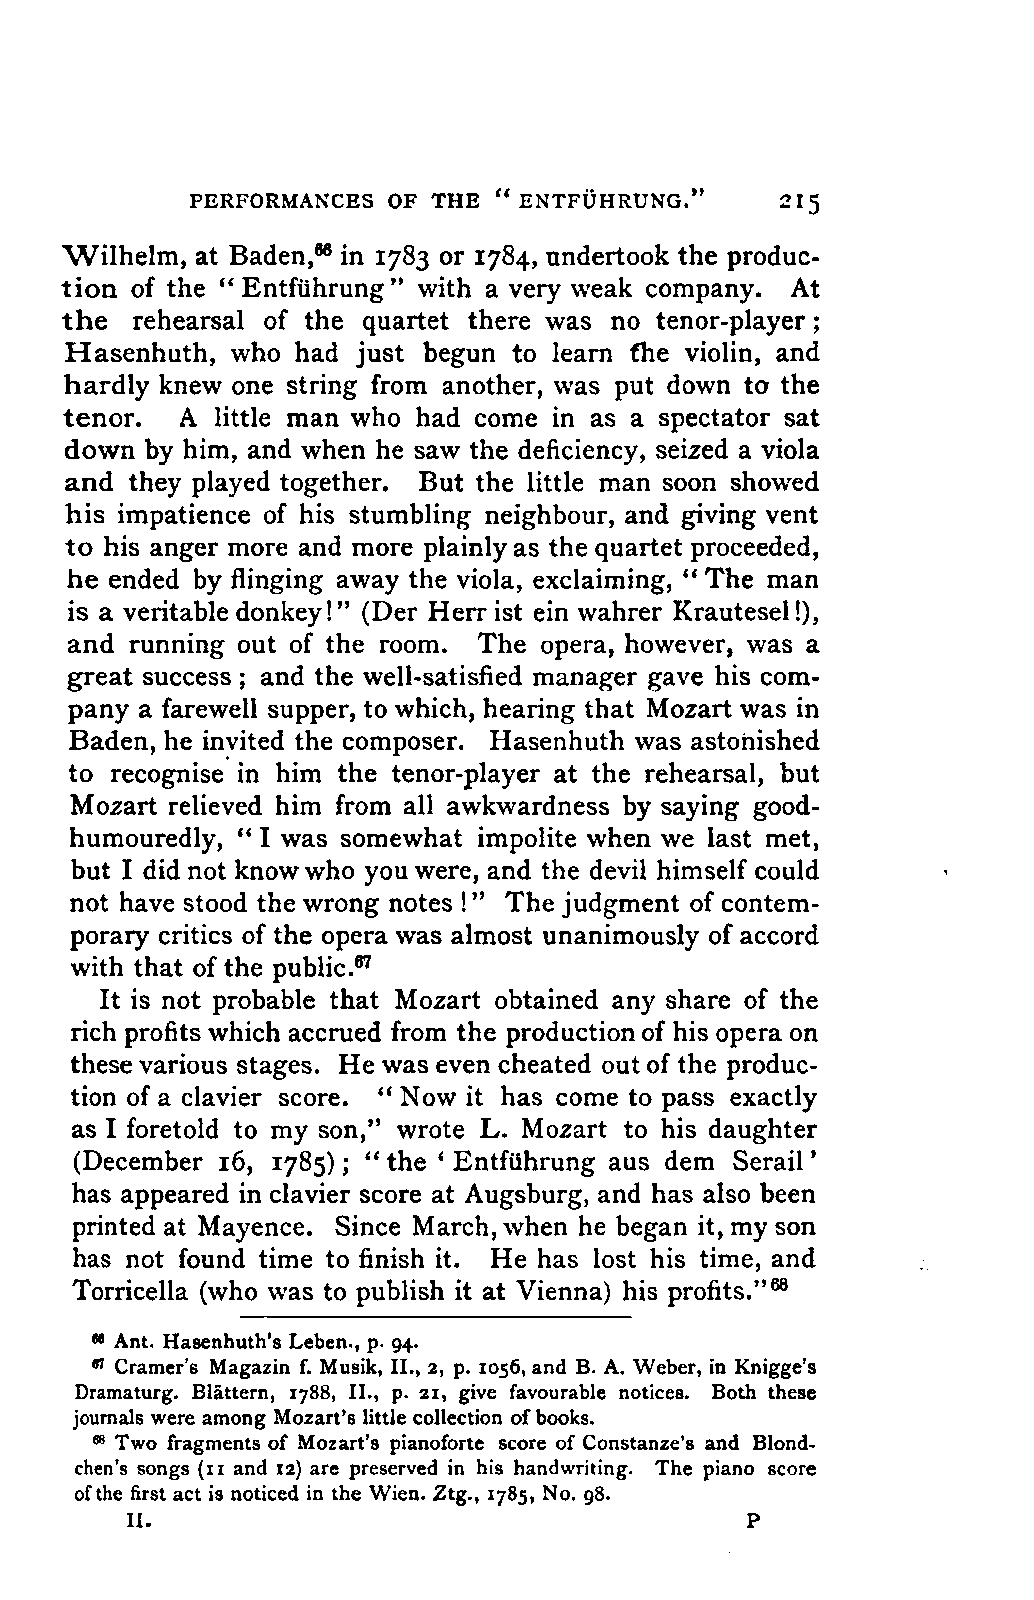 PERFORMANCES OF THE "ENTFÜHRUNG." 215
Wilhelm, at Baden,⁶⁶ in 1783 or 1784, undertook the produc-
tion of the "Entführung" with a very weak company. At
the rehearsal of the quartet there was no tenor-player;
Hasenhuth, who had just begun to learn the violin, and
hardly knew one string from another, was put down to the
tenor. A little man who had come in as a spectator sat
down by him, and when he saw the deficiency, seized a viola
and they played together. But the little man soon showed
his impatience of his stumbling neighbour, and giving vent
to his anger more and more plainly as the quartet proceeded,
he ended by flinging away the viola, exclaiming, "The man
is a veritable donkey!" (Der Herr ist ein wahrer Krautesel!),
and running out of the room. The opera, however, was a
great success; and the well-satisfied manager gave his com-
pany a farewell supper, to which, hearing that Mozart was in
Baden, he invited the composer. Hasenhuth was astonished
to recognise in him the tenor-player at the rehearsal, but
Mozart relieved him from all awkwardness by saying good-
humouredly, "I was somewhat impolite when we last met,
but I did not know who you were, and the devil himself could
not have stood the wrong notes!" The judgment of contem-
porary critics of the opera was almost unanimously of accord
with that of the public.⁶⁷
It is not probable that Mozart obtained any share of the
rich profits which accrued from the production of his opera on
these various stages. He was even cheated out of the produc-
tion of a clavier score. "Now it has come to pass exactly
as I foretold to my son," wrote L. Mozart to his daughter
(December 16, 1785); "the 'Entführung aus dem Serail'
has appeared in clavier score at Augsburg, and has also been
printed at Mayence. Since March, when he began it, my son
has not found time to finish it. He has lost his time, and
Torricella (who was to publish it at Vienna) his profits."⁶⁸
⁶⁶ Ant. Hasenhuth's Leben., p. 94.
⁶⁷ Cramer's Magazin f. Musik, II., 2, p. 1056, and B. A. Weber, in Knigge's
Dramaturg. Blättern, 1788, II., p. 21, give favourable notices. Both these
journals were among Mozart's little collection of books.
⁶⁸ Two fragments of Mozart's pianoforte score of Constanze's and Blond-
chen's songs (11 and 12) are preserved in his handwriting. The piano score
of the first act is noticed in the Wien. Ztg., 1785, No. 98.
II. P